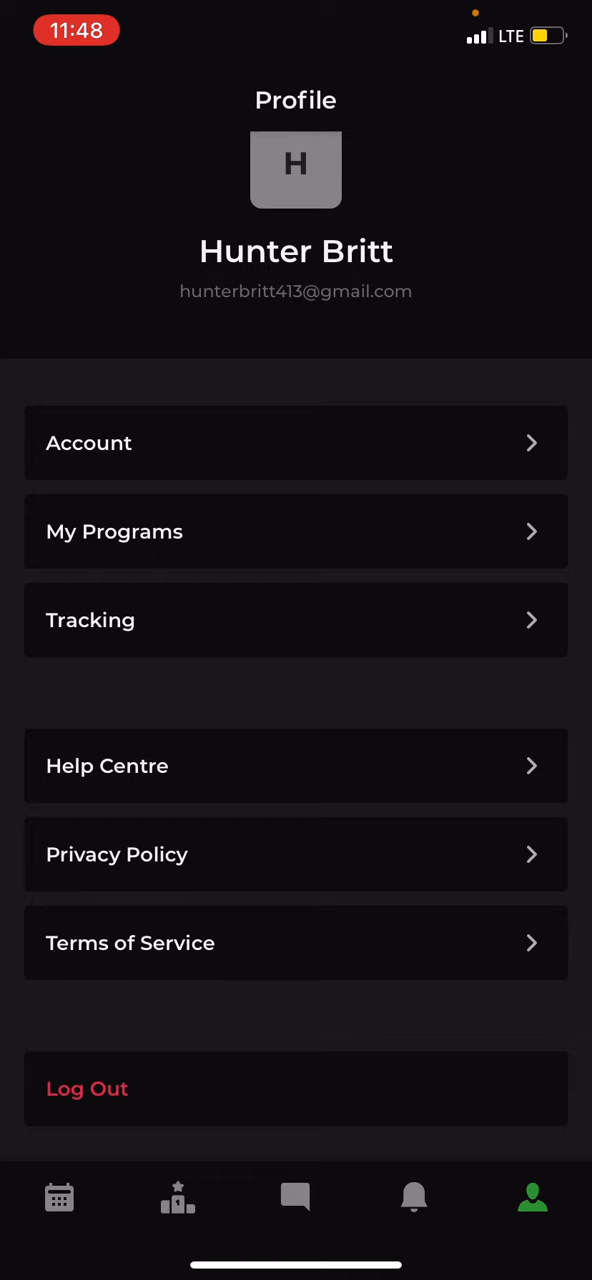 11:48
LTE
Profile
H
Hunter Britt
hunterbritt413@gmail.com
Account
My Programs
Tracking
Help Centre
Privacy Policy
Terms of Service
Log Out
1